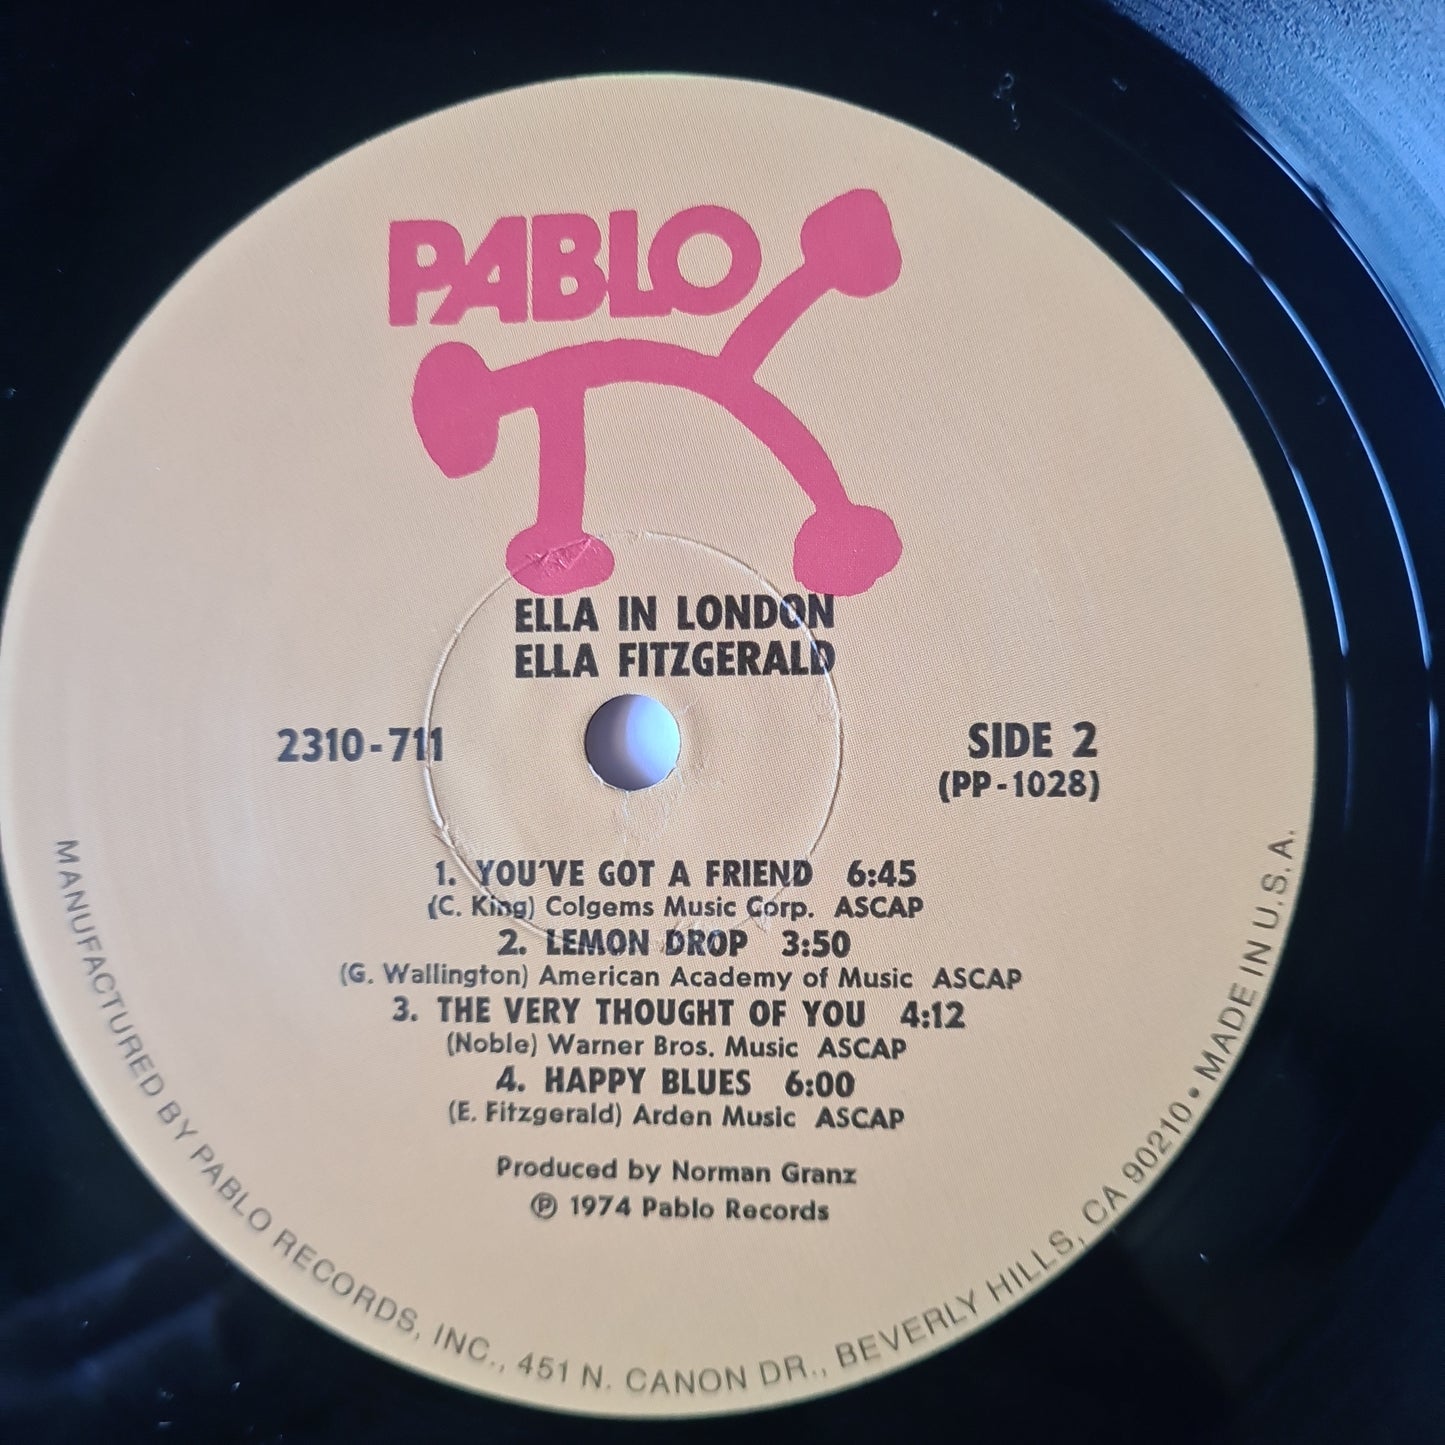 PABLO
ELLA IN LONDON
ELLA FITZGERALD
2310-711
SIDE 2
(PP-1028)
1. YOU'VE GOT A FRIEND 6:45
(C. King) Colgems Music Corp. ASCAP
2. LEMON DROP 3:50
(G. Wallington) American Academy of Music ASCAP
3. THE VERY THOUGHT OF YOU 4:12
(Noble) Warner Bros. Music ASCAP
4. HAPPY BLUES 6:00
(E. Fitzgerald) Arden Music ASCAP
Produced by Norman Granz
℗ 1974 Pablo Records
MANUFACTURED BY PABLO RECORDS, INC., 451 N. CANON DR., BEVERLY HILLS, CA 90210 • MADE IN U.S.A.